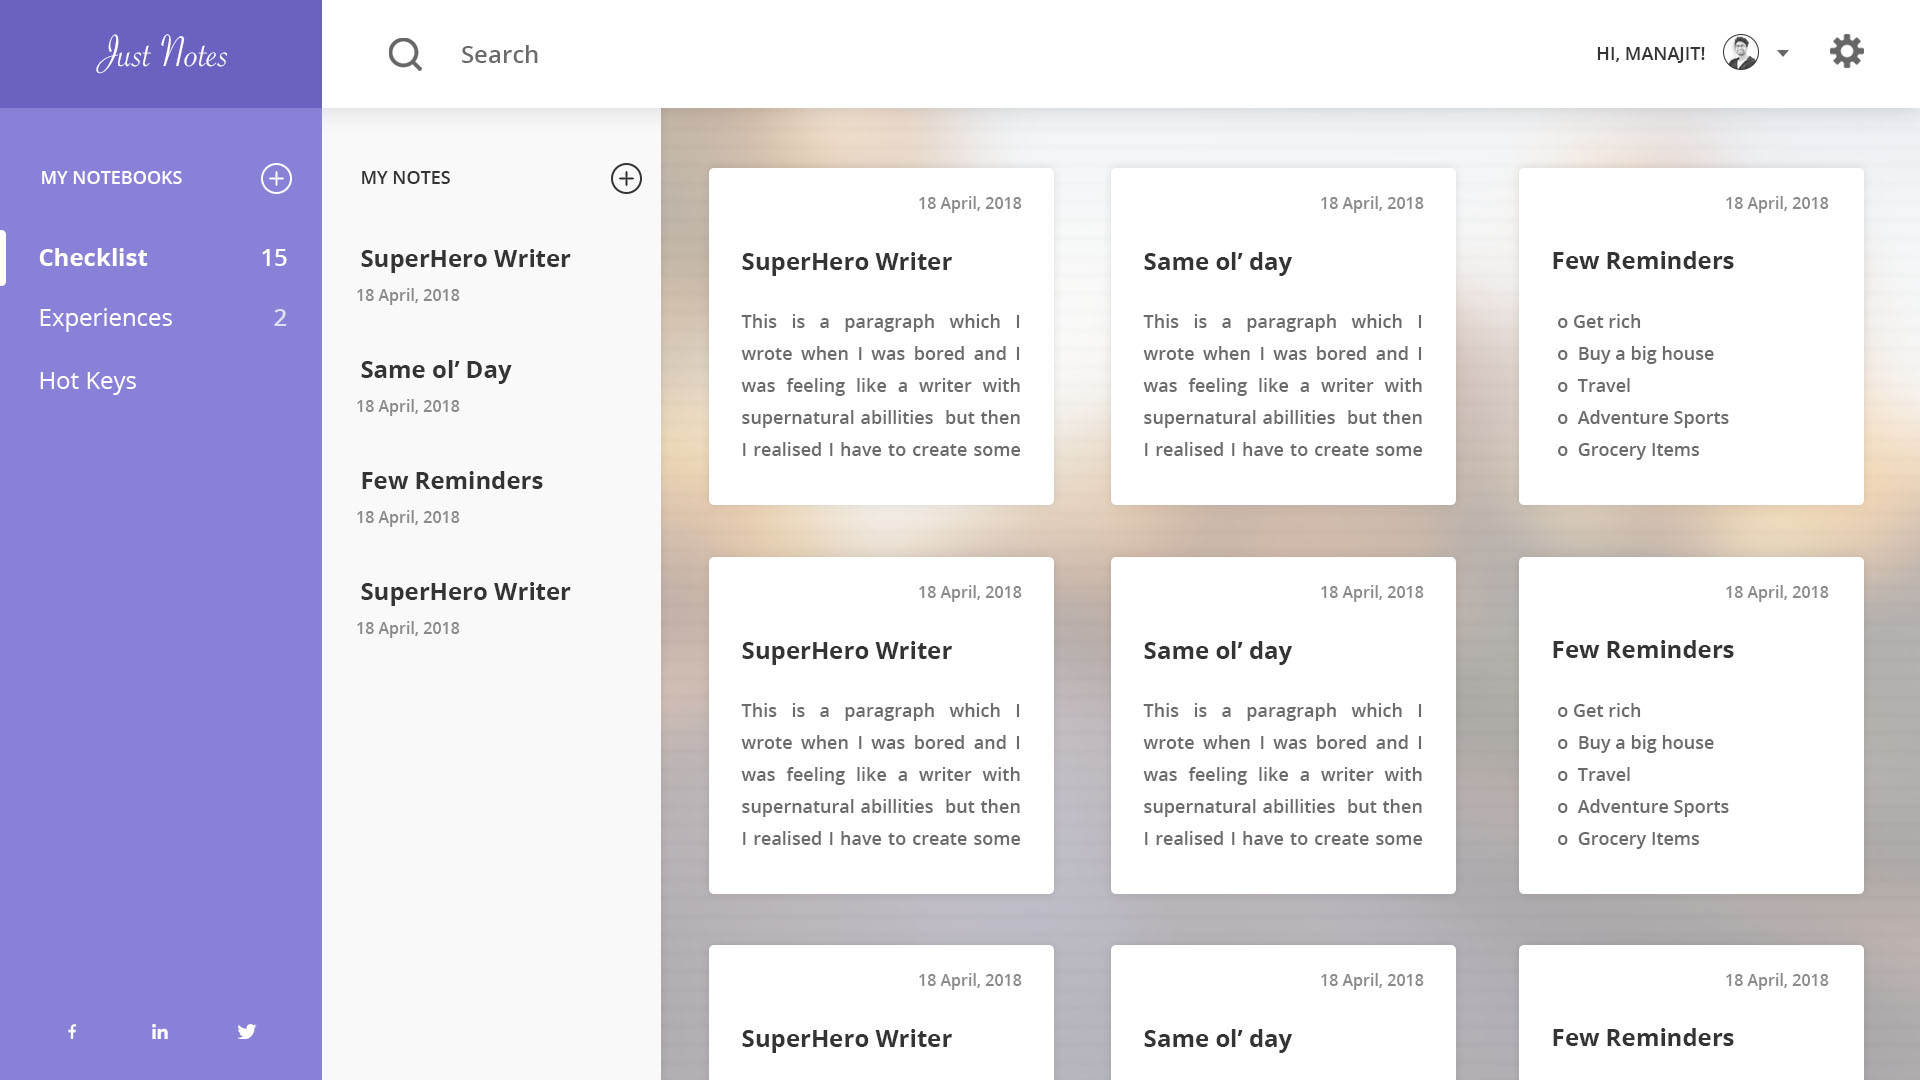 Just Notes
Search
HI, MANAJIT!
MY NOTEBOOKS
Checklist 15
Experiences 2
Hot Keys
MY NOTES
SuperHero Writer
18 April, 2018
Same ol’ Day
18 April, 2018
Few Reminders
18 April, 2018
SuperHero Writer
18 April, 2018
18 April, 2018
SuperHero Writer
This is a paragraph which I
wrote when I was bored and I
was feeling like a writer with
supernatural abillities but then
I realised I have to create some
18 April, 2018
Same ol’ day
This is a paragraph which I
wrote when I was bored and I
was feeling like a writer with
supernatural abillities but then
I realised I have to create some
18 April, 2018
Few Reminders
o Get rich
o Buy a big house
o Travel
o Adventure Sports
o Grocery Items
18 April, 2018
SuperHero Writer
This is a paragraph which I
wrote when I was bored and I
was feeling like a writer with
supernatural abillities but then
I realised I have to create some
18 April, 2018
Same ol’ day
This is a paragraph which I
wrote when I was bored and I
was feeling like a writer with
supernatural abillities but then
I realised I have to create some
18 April, 2018
Few Reminders
o Get rich
o Buy a big house
o Travel
o Adventure Sports
o Grocery Items
18 April, 2018
SuperHero Writer
18 April, 2018
Same ol’ day
18 April, 2018
Few Reminders